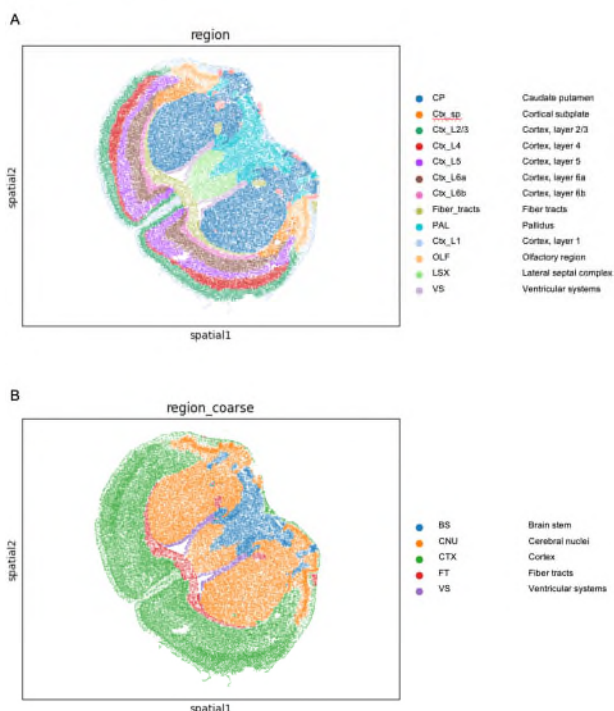 A
region
CP Caudate putamen
Ctx_sp Cortical subplate
Ctx_L2/3 Cortex, layer 2/3
Ctx_L4 Cortex, layer 4
Ctx_L5 Cortex, layer 5
Ctx_L6a Cortex, layer 6a
Ctx_L6b Cortex, layer 6b
Fiber_tracts Fiber tracts
PAL Pallidus
Ctx_L1 Cortex, layer 1
OLF Olfactory region
LSX Lateral septal complex
VS Ventricular systems
spatial2
spatial1
B
region_coarse
BS Brain stem
CNU Cerebral nuclei
CTX Cortex
FT Fiber tracts
VS Ventricular systems
spatial2
spatial1